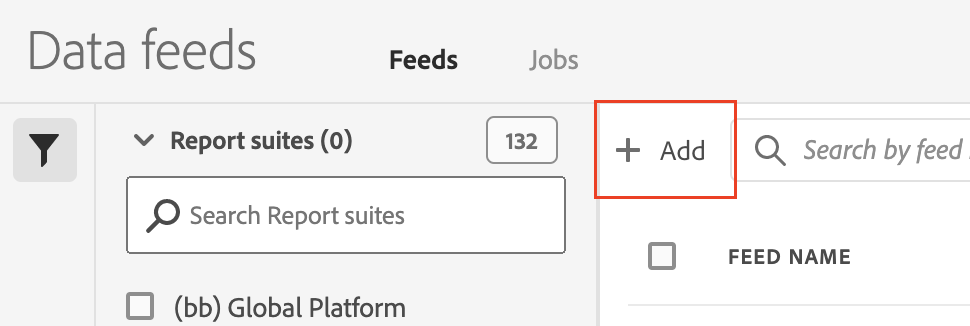 Data feeds
Feeds
Jobs
Report suites (0)
132
Search Report suites
(bb) Global Platform
+ Add
Search by feed
FEED NAME